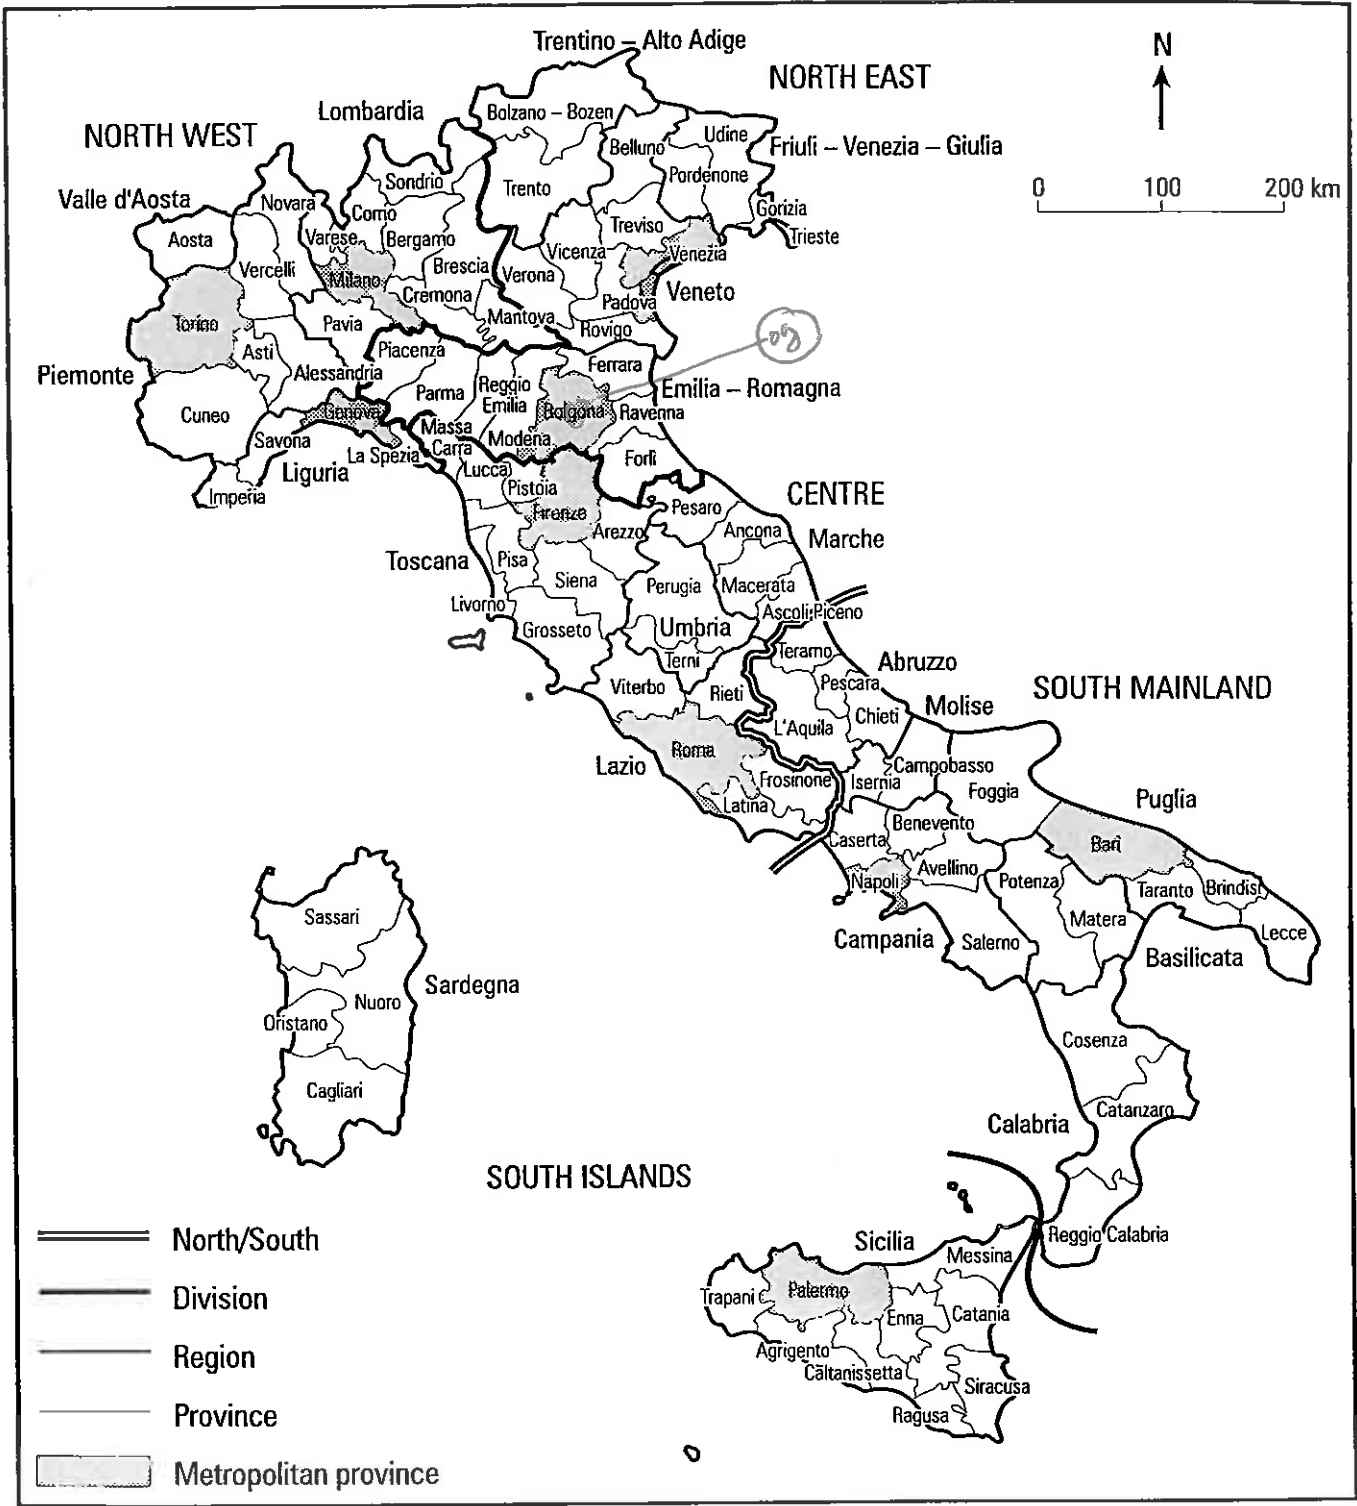 Trentino – Alto Adige
N
NORTH EAST
Lombardia
Bolzano – Bozen
NORTH WEST
Udine
Belluno
Friuli – Venezia – Giulia
Sondrio
Pordenone
Trento
0 100 200 km
Valle d'Aosta
Novara
Como
Gorizia
Treviso
Aosta
Varese
Bergamo
Trieste
Vicenza
Venezia
Vercelli
Brescia
Verona
Milano
Cremona
Padova
Veneto
Mantova
Torino
Pavia
Rovigo
Asti
Piacenza
Ferrara
Alessandria
Piemonte
Parma
Reggio
Emilia
Emilia – Romagna
Cuneo
Genova
Bolgona
Ravenna
Massa
Carra
Modena
Savona
La Spezia
Forlì
Liguria
Lucca
Imperia
Pistoia
CENTRE
Firenze
Pesaro
Arezzo
Ancona
Marche
Toscana
Pisa
Siena
Perugia
Macerata
Livorno
Ascoli Piceno
Grosseto
Umbria
Teramo
Terni
Abruzzo
Viterbo
Rieti
Pescara
SOUTH MAINLAND
L'Aquila
Chieti
Molise
Roma
Lazio
Frosinone
Isernia
Campobasso
Foggia
Latina
Puglia
Benevento
Caserta
Bari
Avellino
Napoli
Potenza
Taranto
Brindisi
Sassari
Matera
Campania
Salerno
Lecce
Basilicata
Sardegna
Nuoro
Oristano
Cosenza
Cagliari
Catanzaro
Calabria
SOUTH ISLANDS
Reggio Calabria
Sicilia
Messina
Trapani
Palermo
Enna
Catania
Agrigento
Caltanissetta
Siracusa
Ragusa
North/South
Division
Region
Province
Metropolitan province